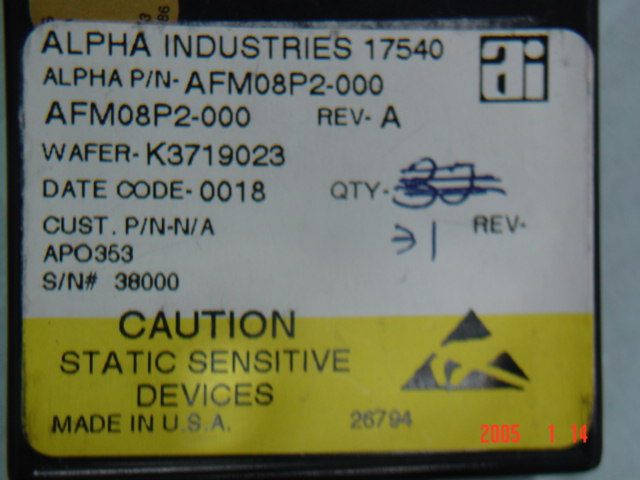 ALPHA INDUSTRIES 17540
ai
ALPHA P/N- AFM08P2-000
AFM08P2-000 REV- A
WAFER- K3719023
DATE CODE- 0018 QTY-
31
CUST. P/N-N/A REV-
APO353
S/N# 38000
CAUTION
STATIC SENSITIVE
DEVICES
MADE IN U.S.A. 26794
2005 1 14